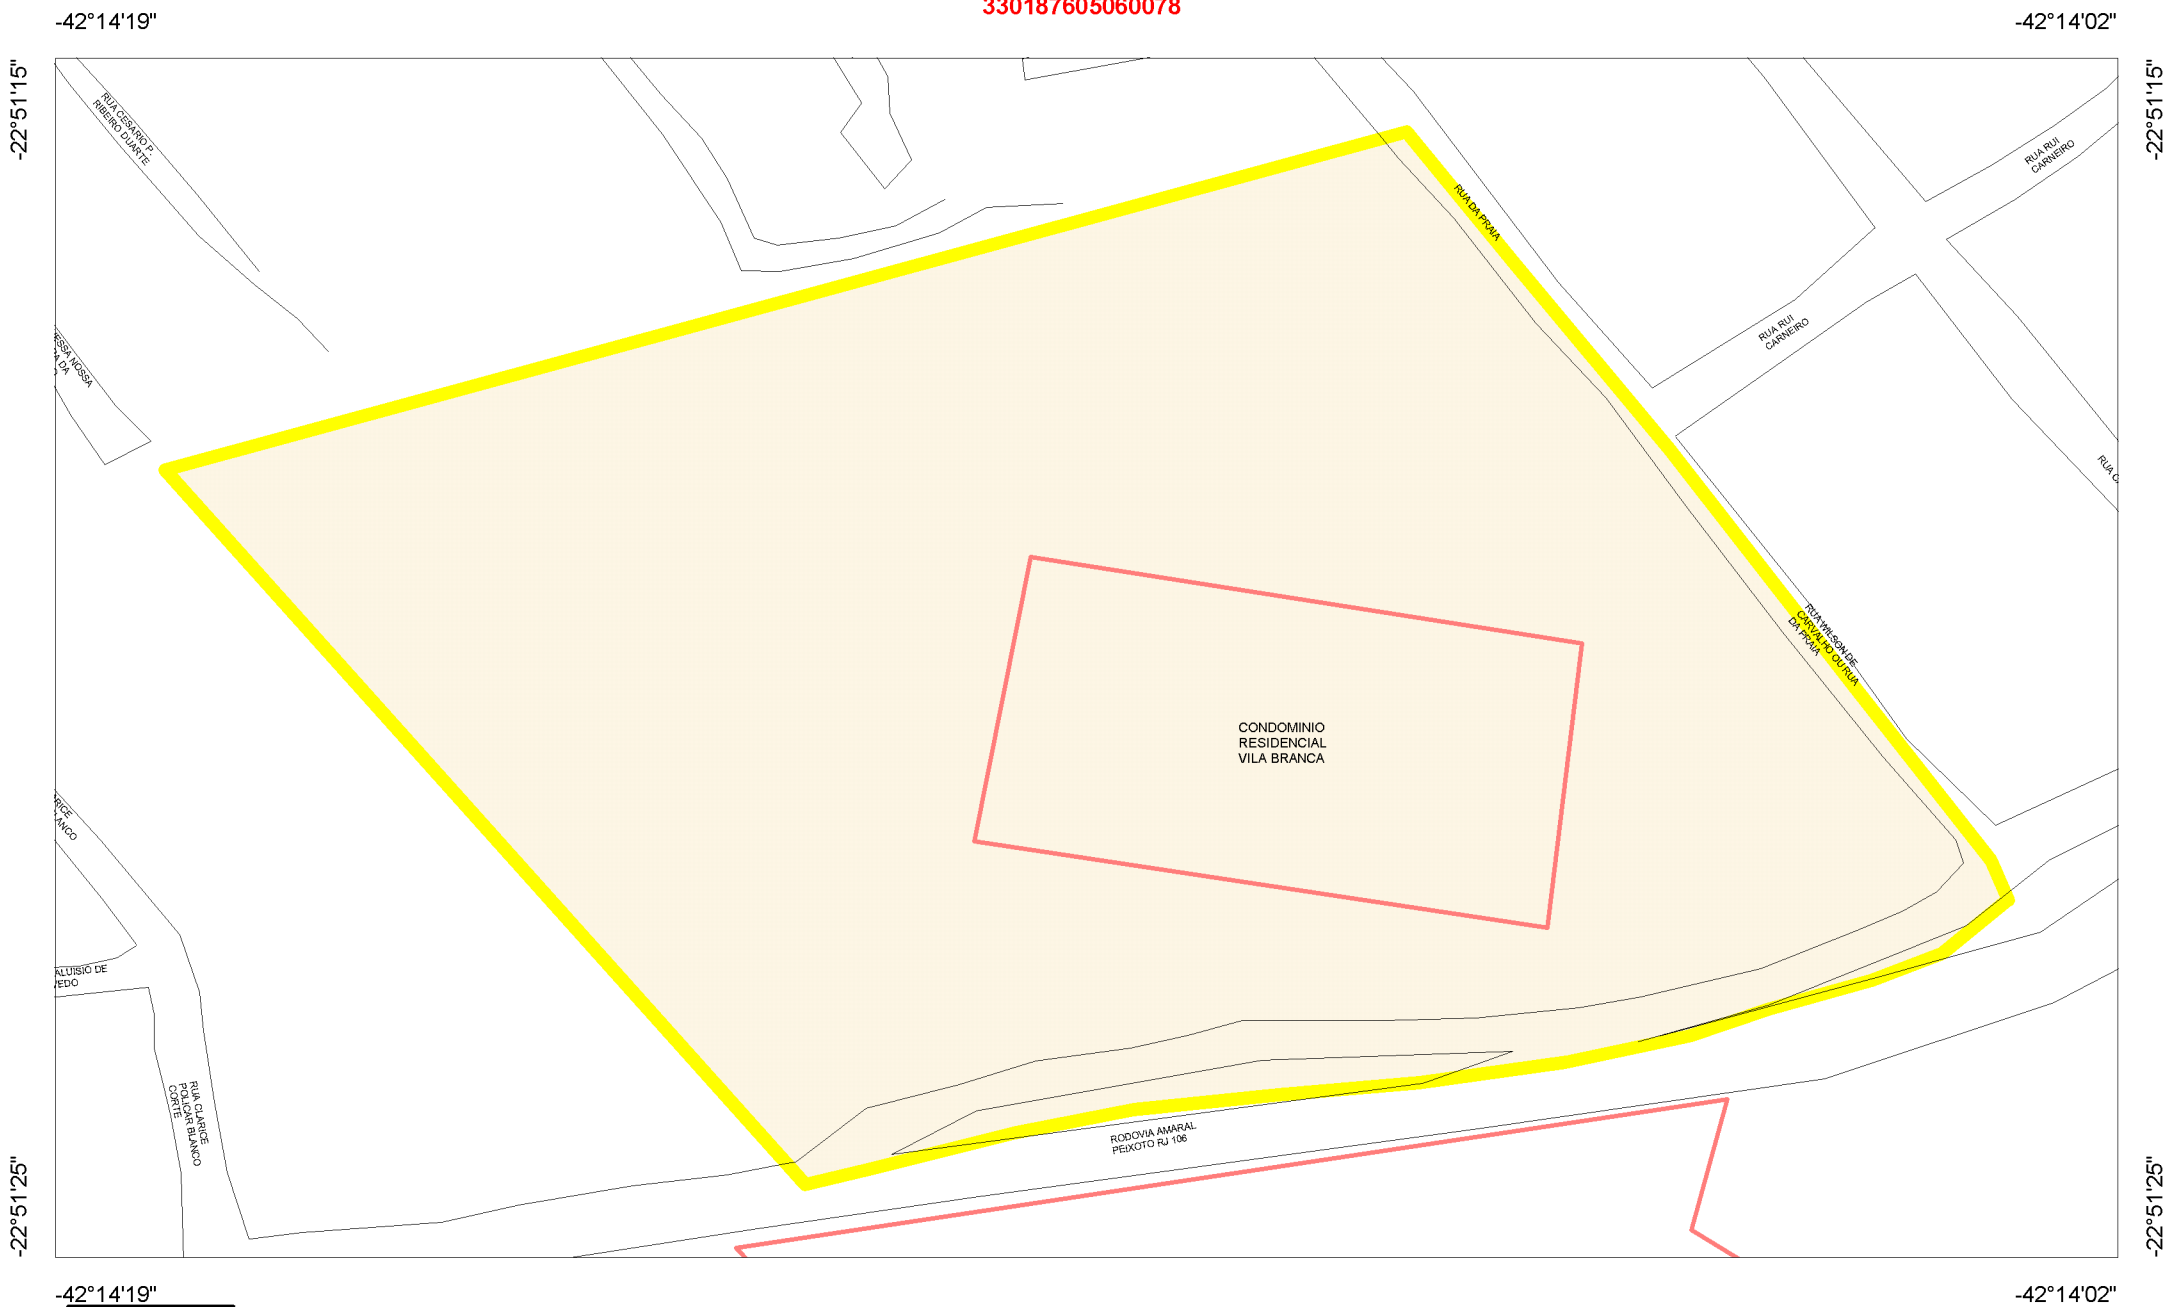 330187605060078
-42°14'19"
-42°14'02"
-22°51'15"
-22°51'15"
RUA CESARIO P.
RIBEIRO DUARTE
RUA RUI
CARNEIRO
RUA DA PRAIA
RUA RUI
CARNEIRO
NOSSA
DA
RUA
RUA WILSON DE
CARVALHO OU RUA
DA PRAIA
CONDOMINIO
RESIDENCIAL
VILA BRANCA
ALUISIO DE
RUA CLARICE
POLICAR BLANCO
CORTE
RODOVIA AMARAL
PEIXOTO RJ 106
-22°51'25"
-22°51'25"
-42°14'19"
-42°14'02"